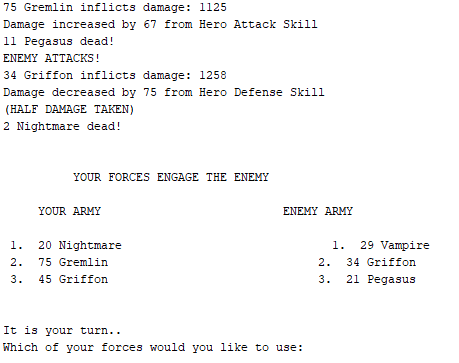 75 Gremlin inflicts damage: 1125
Damage increased by 67 from Hero Attack Skill
11 Pegasus dead!
ENEMY ATTACKS!
34 Griffon inflicts damage: 1258
Damage decreased by 75 from Hero Defense Skill
(HALF DAMAGE TAKEN)
2 Nightmare dead!
YOUR FORCES ENGAGE THE ENEMY
YOUR ARMY ENEMY ARMY
1. 20 Nightmare 1. 29 Vampire
2. 75 Gremlin 2. 34 Griffon
3. 45 Griffon 3. 21 Pegasus
It is your turn..
Which of your forces would you like to use: